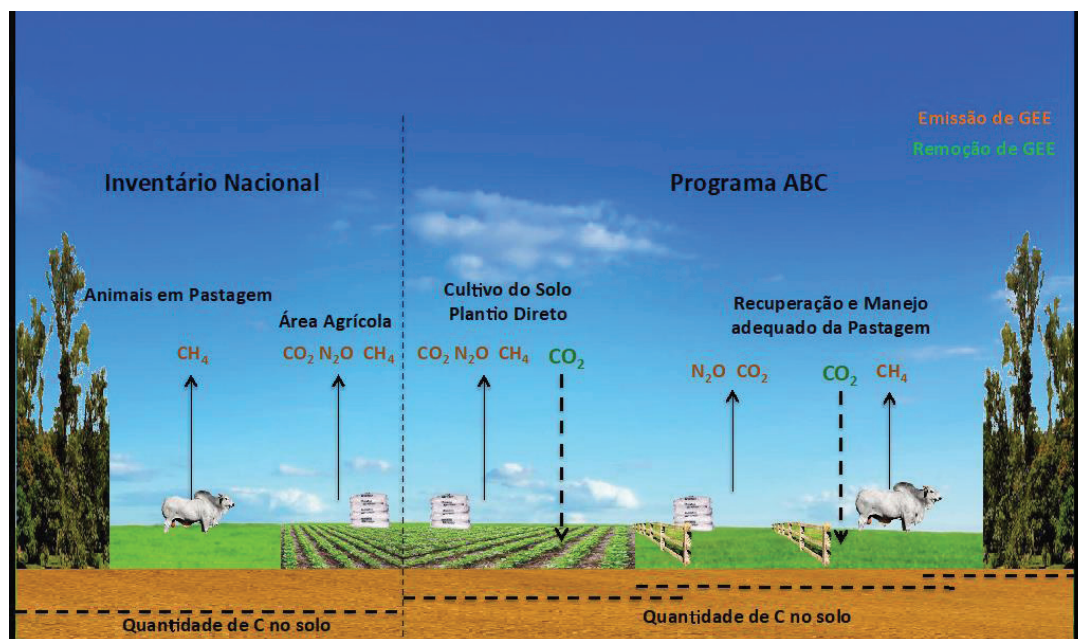 Emissão de GEE
Remoção de GEE
Inventário Nacional
Programa ABC
Animais em Pastagem
Área Agrícola
Cultivo do Solo
Plantio Direto
Recuperação e Manejo
adequado da Pastagem
CH₄
CO₂ N₂O CH₄
CO₂ N₂O CH₄
CO₂
N₂O CO₂
CO₂
CH₄
Quantidade de C no solo
Quantidade de C no solo